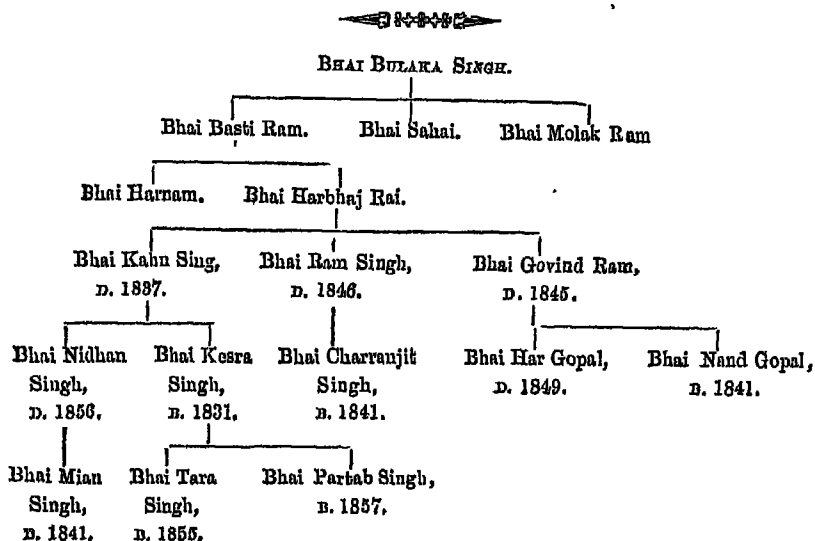 BHAI BULAKA SINGH.
Bhai Basti Ram. Bhai Sahai. Bhai Molak Ram
Bhai Harnam. Bhai Harbhaj Rai.
Bhai Kahn Sing, Bhai Ram Singh, Bhai Govind Ram,
D. 1837. D. 1846. D. 1845.
Bhai Nidhan Bhai Kesra Bhai Charranjit Bhai Har Gopal, Bhai Nand Gopal,
Singh, Singh, Singh, D. 1849. B. 1841.
D. 1856. B. 1831. B. 1841.
Bhai Mian Bhai Tara Bhai Partab Singh,
Singh, Singh, B. 1857.
D. 1841. B. 1855.